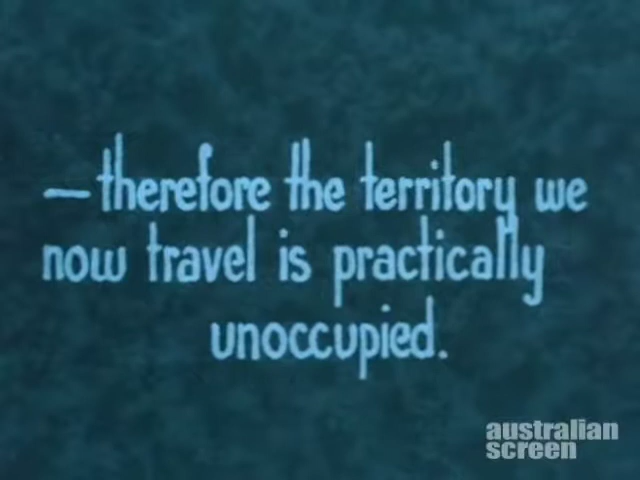 —therefore the territory we
now travel is practically
unoccupied.
australian
screen